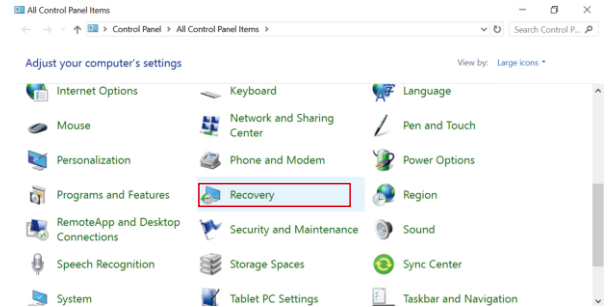 All Control Panel Items
Control Panel > All Control Panel Items >
Search Control P...
Adjust your computer's settings
View by: Large icons
Internet Options
Keyboard
Language
Mouse
Network and Sharing
Center
Pen and Touch
Personalization
Phone and Modem
Power Options
Programs and Features
Recovery
Region
RemoteApp and Desktop
Connections
Security and Maintenance
Sound
Speech Recognition
Storage Spaces
Sync Center
System
Tablet PC Settings
Taskbar and Navigation